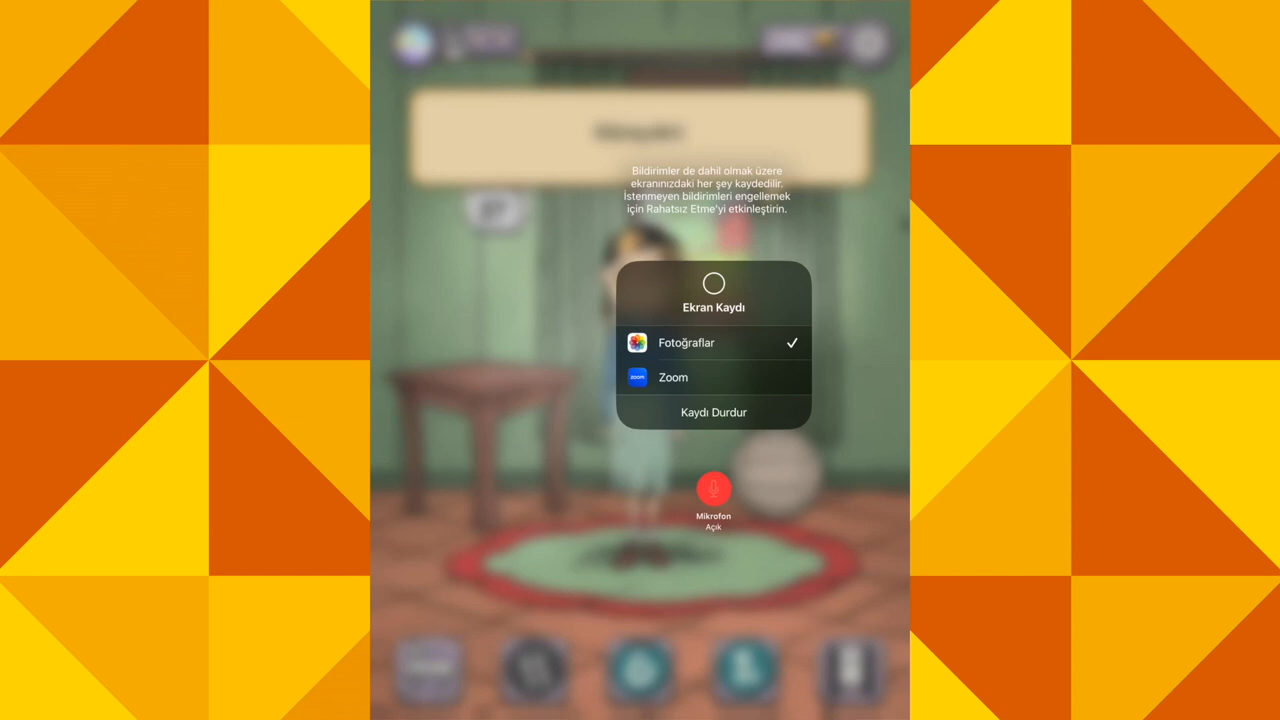 Bildirimler de dahil olmak üzere
ekranınızdaki her şey kaydedilir.
İstenmeyen bildirimleri engellemek
için Rahatsız Etme'yi etkinleştirin.
Ekran Kaydı
Fotoğraflar
zoom
Zoom
Kaydı Durdur
Mikrofon
Açık